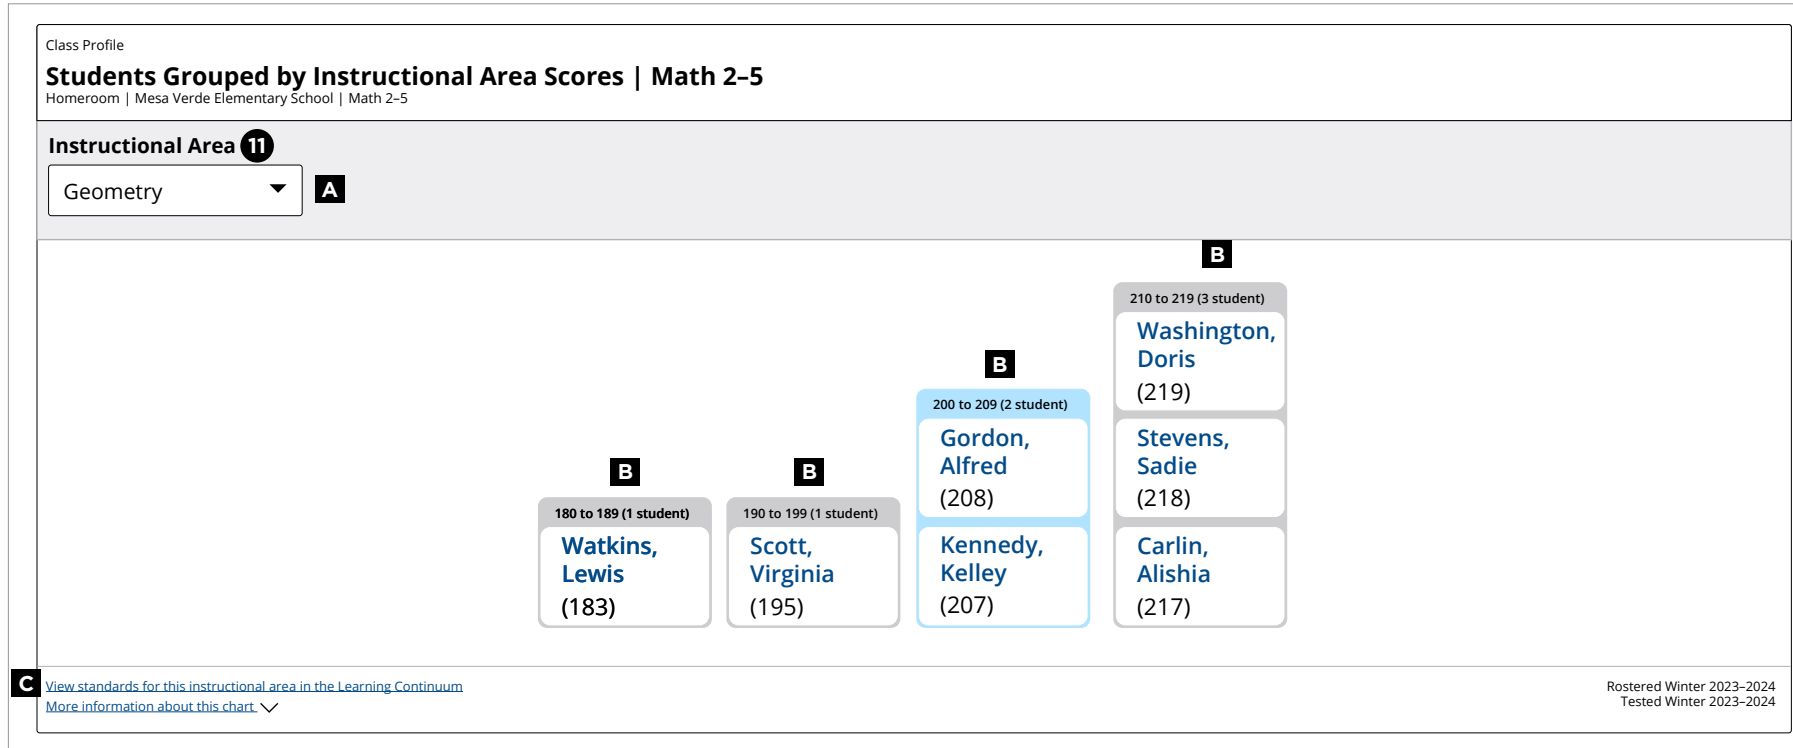 Class Profile
Students Grouped by Instructional Area Scores | Math 2–5
Homeroom | Mesa Verde Elementary School | Math 2–5
Instructional Area 11
Geometry
A
B
180 to 189 (1 student)
Watkins,
Lewis
(183)
B
190 to 199 (1 student)
Scott,
Virginia
(195)
B
200 to 209 (2 student)
Gordon,
Alfred
(208)
Kennedy,
Kelley
(207)
B
210 to 219 (3 student)
Washington,
Doris
(219)
Stevens,
Sadie
(218)
Carlin,
Alishia
(217)
C
View standards for this instructional area in the Learning Continuum
More information about this chart
Rostered Winter 2023–2024
Tested Winter 2023–2024